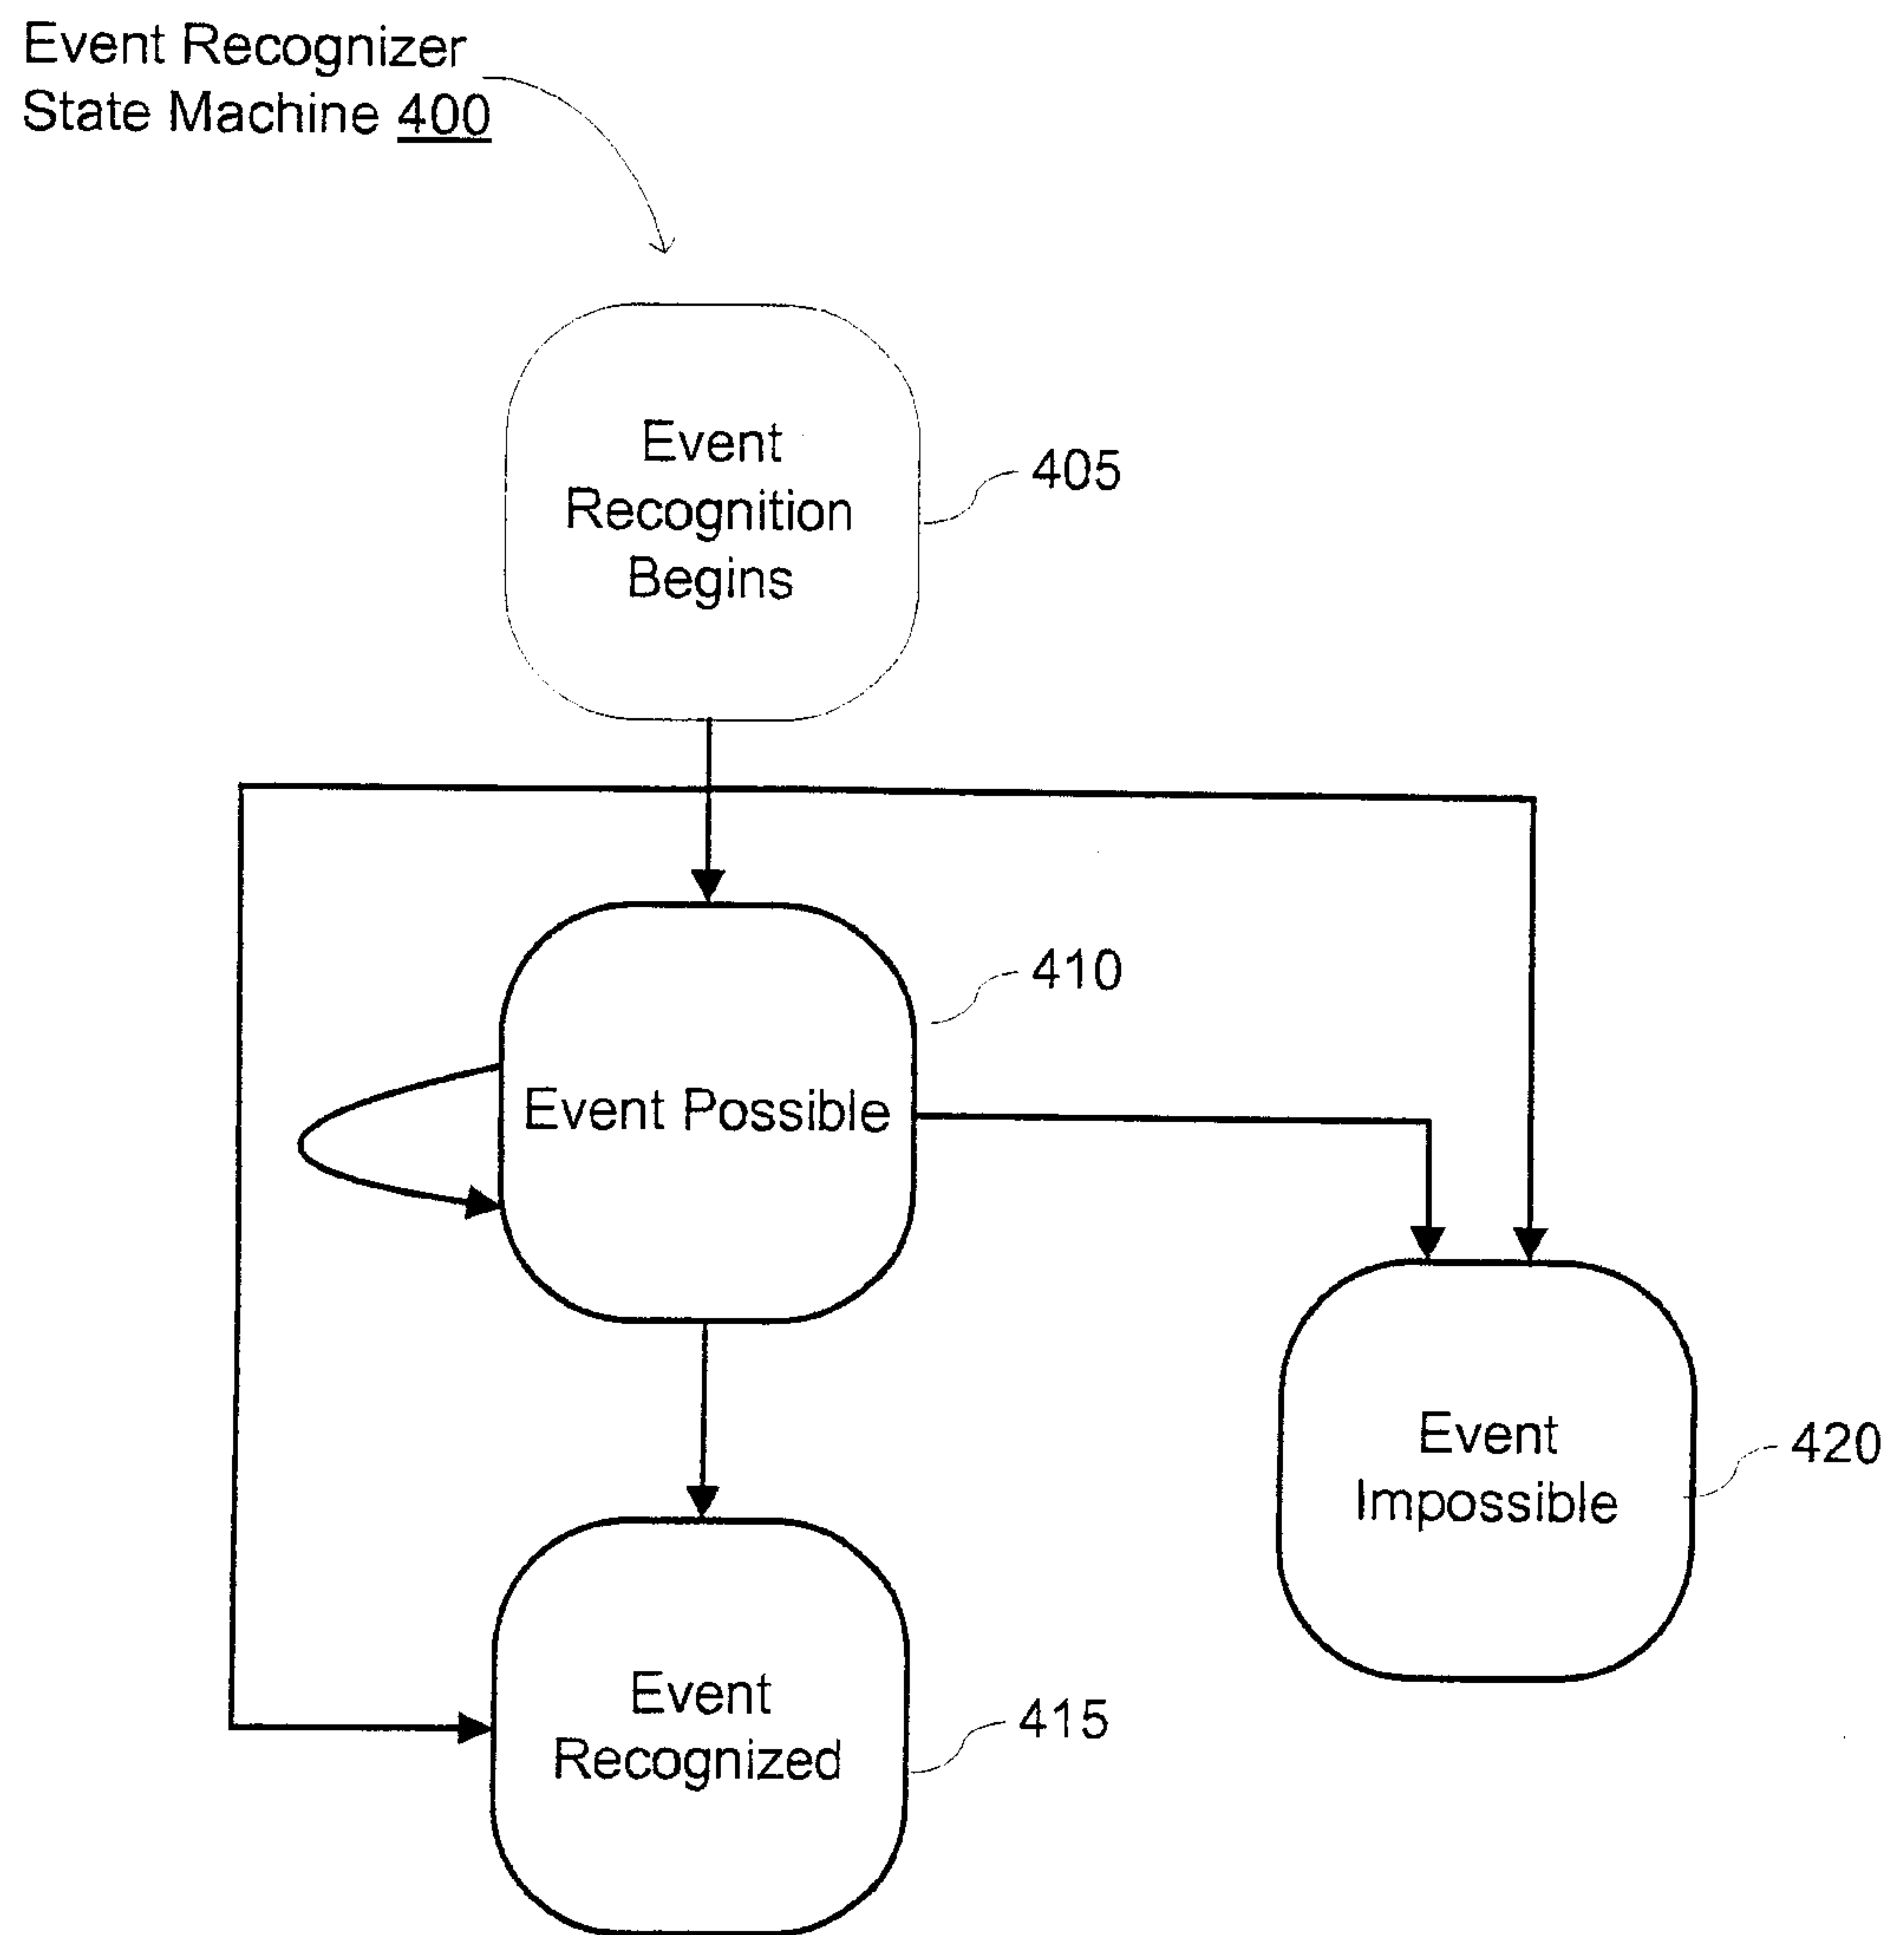 Event Recognizer
State Machine 400
Event
Recognition
Begins
405
410
Event Possible
Event
Impossible
420
Event
Recognized
415